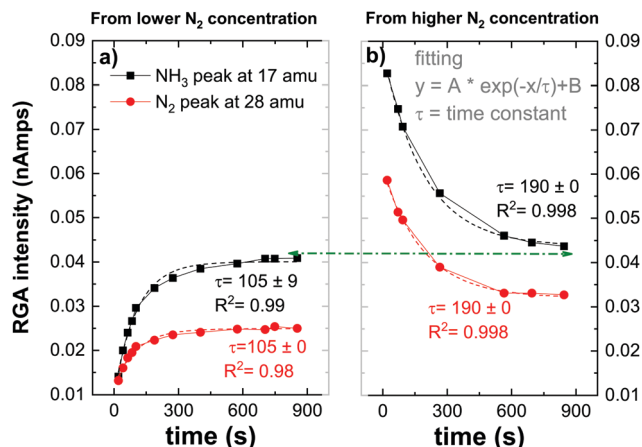 From lower N₂ concentration
From higher N₂ concentration
RGA intensity (nAmps)
0.09
0.08
0.07
0.06
0.05
0.04
0.03
0.02
0.01
a)
NH₃ peak at 17 amu
N₂ peak at 28 amu
τ= 105 ± 9
R²= 0.99
τ=105 ± 0
R²= 0.98
0
300
600
900
time (s)
b)
fitting
y = A * exp(-x/τ)+B
τ = time constant
τ= 190 ± 0
R²= 0.998
τ= 190 ± 0
R²= 0.998
0
300
600
900
time (s)
0.09
0.08
0.07
0.06
0.05
0.04
0.03
0.02
0.01